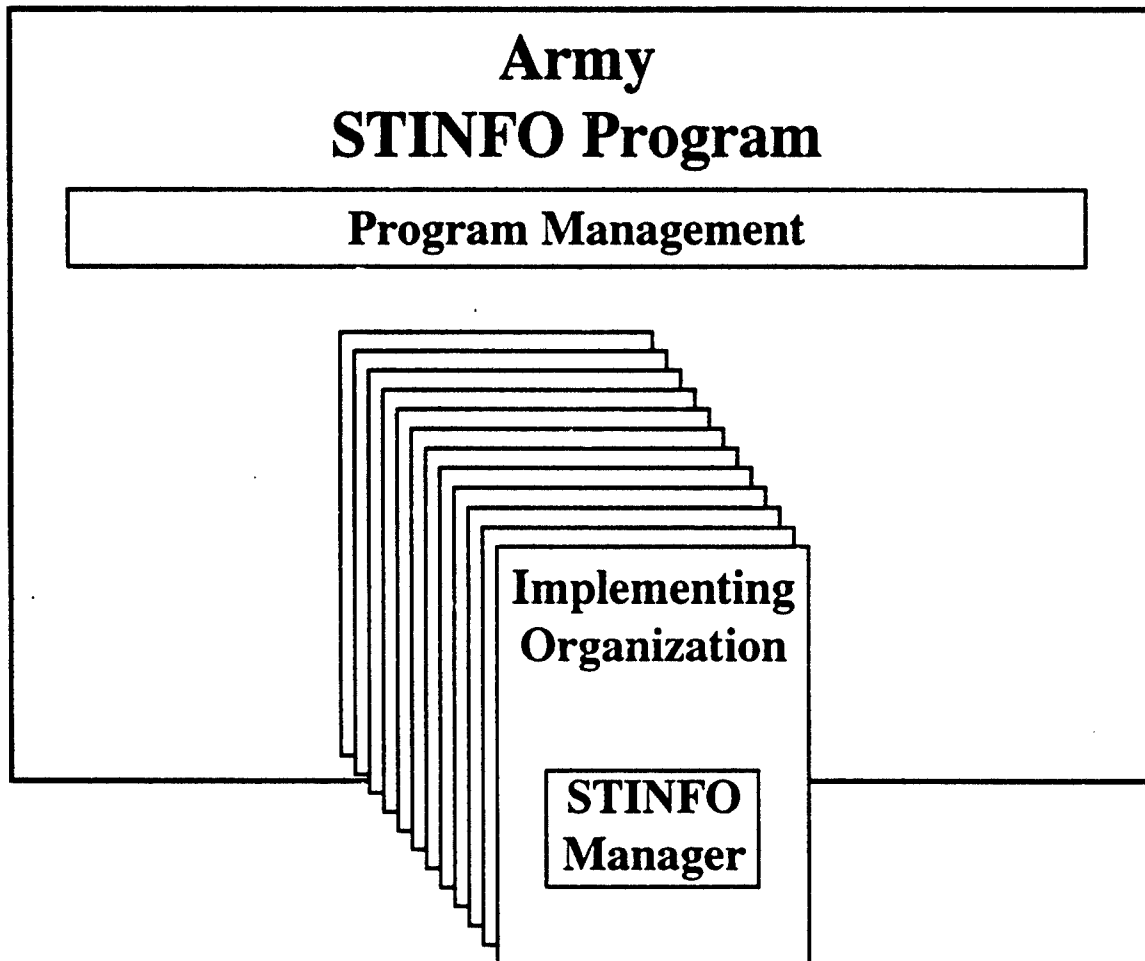 Army
STINFO Program
Program Management
Implementing
Organization
STINFO
Manager